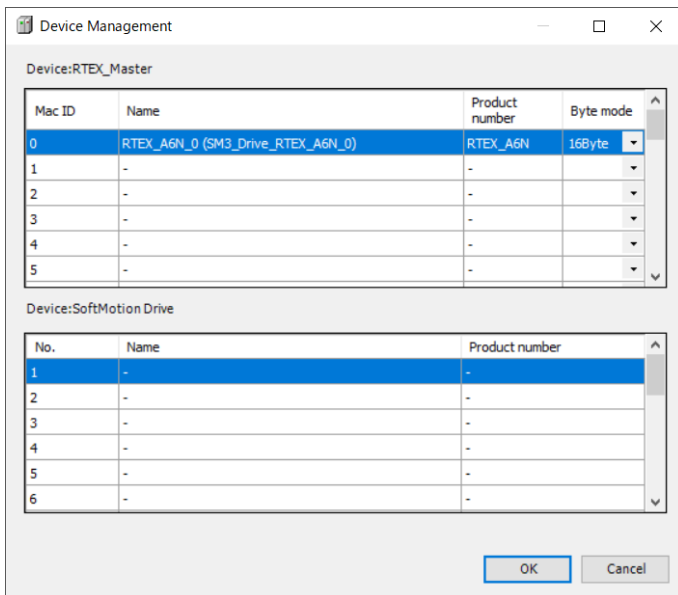 Device Management
Device:RTEX_Master
Mac ID Name Product number Byte mode
0 RTEX_A6N_0 (SM3_Drive_RTEX_A6N_0) RTEX_A6N 16Byte
1 - -
2 - -
3 - -
4 - -
5 - -
Device:SoftMotion Drive
No. Name Product number
1 - -
2 - -
3 - -
4 - -
5 - -
6 - -
OK Cancel